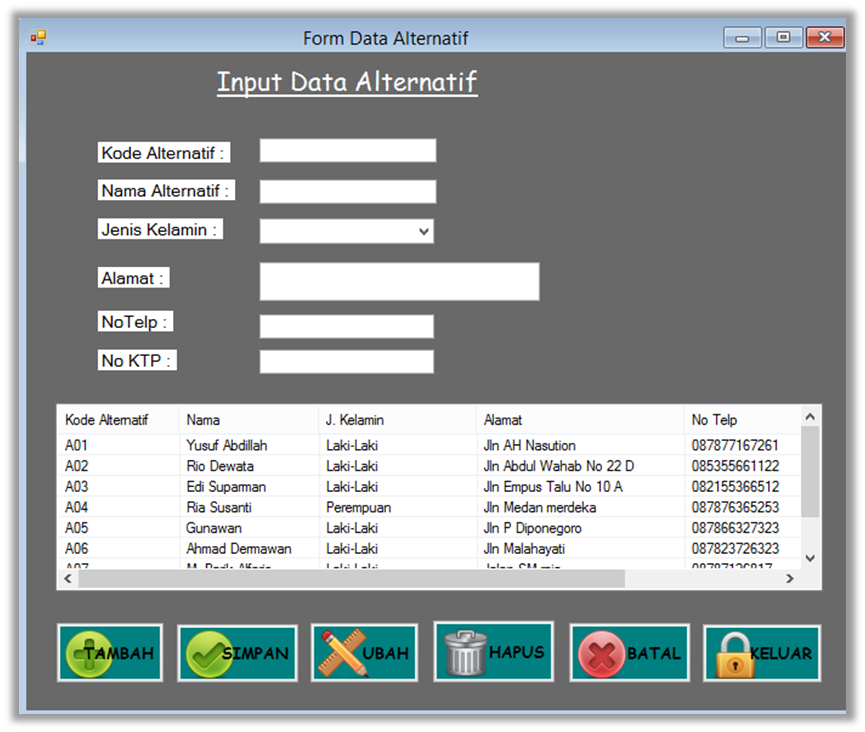 Form Data Alternatif
Input Data Alternatif
Kode Alternatif :
Nama Alternatif :
Jenis Kelamin :
Alamat :
NoTelp :
No KTP :
Kode Alternatif Nama J. Kelamin Alamat No Telp
A01 Yusuf Abdillah Laki-Laki Jln AH Nasution 087877167261
A02 Rio Dewata Laki-Laki Jln Abdul Wahab No 22 D 085355661122
A03 Edi Suparman Laki-Laki Jln Empus Talu No 10 A 082155366512
A04 Ria Susanti Perempuan Jln Medan merdeka 087876365253
A05 Gunawan Laki-Laki Jln P Diponegoro 087866327323
A06 Ahmad Dermawan Laki-Laki Jln Malahayati 087823726323
A07 Laki-Laki
TAMBAH SIMPAN UBAH HAPUS BATAL KELUAR